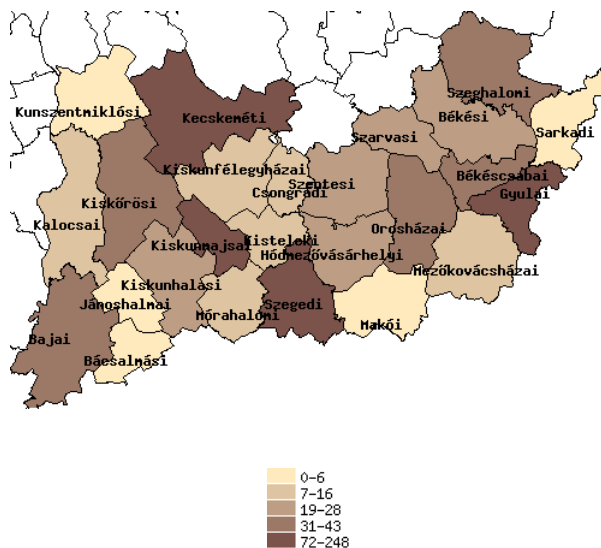 Szeghalomi
Kunszentmiklósi
Kecskeméti
Békési
Sarkadi
Szarvasi
Kiskunfélegyházai
Békéscsabai
Szentesi
Csongrádi
Gyulai
Kiskőrösi
Kalocsai
Orosházai
Kiskunmajsai
Kisteleki
Hódmezővásárhelyi
Mezőkovácsházai
Kiskunhalasi
Jánoshalmai
Szegedi
Mórahalomi
Makói
Bajai
Bácsalmási
0-6
7-16
19-28
31-43
72-248